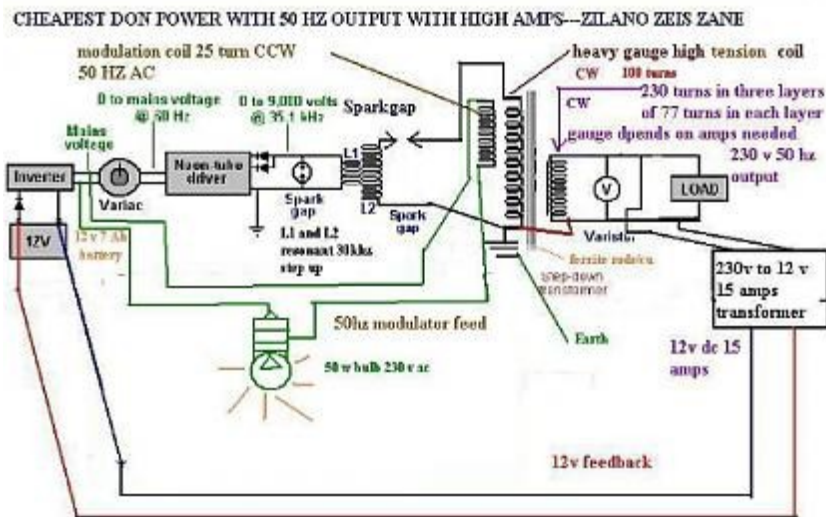 CHEAPEST DON POWER WITH 50 HZ OUTPUT WITH HIGH AMPS---ZILANO ZEIS ZANE
modulation coil 25 turn CCW
50 HZ AC
heavy gauge high tension coil
CW 100 turns
0 to mains voltage
@ 60 Hz
0 to 9,000 volts
@ 35.1 kHz
Sparkgap
CW
230 turns in three layers
of 77 turns in each layer
gauge dpends on amps needed
230 v 50 hz
output
Mains
voltage
Inverter
Variac
Neon-tube
driver
Spark
gap
L1
L2
Spark
gap
V
LOAD
Varistor
12V
12 v 7 Ah
battery
L1 and L2
resonant 30khz
step up
step-down
transformer
230v to 12 v
15 amps
transformer
50hz modulator feed
Earth
50 w bulb 230 v ac
12v dc 15
amps
12v feedback